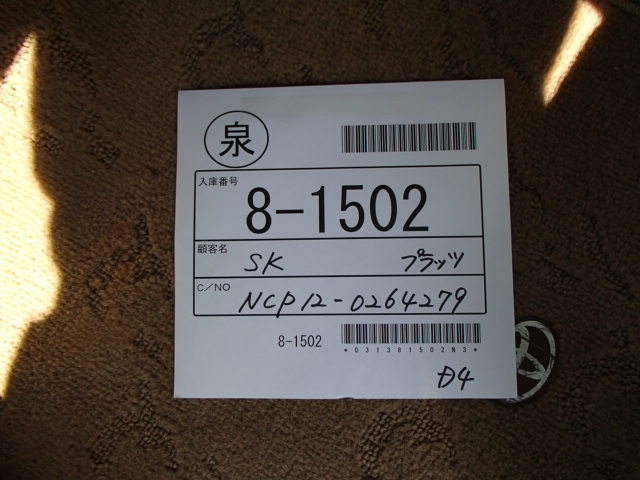 泉
入庫番号
8-1502
顧客名
SK プラッツ
C/NO
NCP12-0264279
8-1502
*031381502N3*
D4